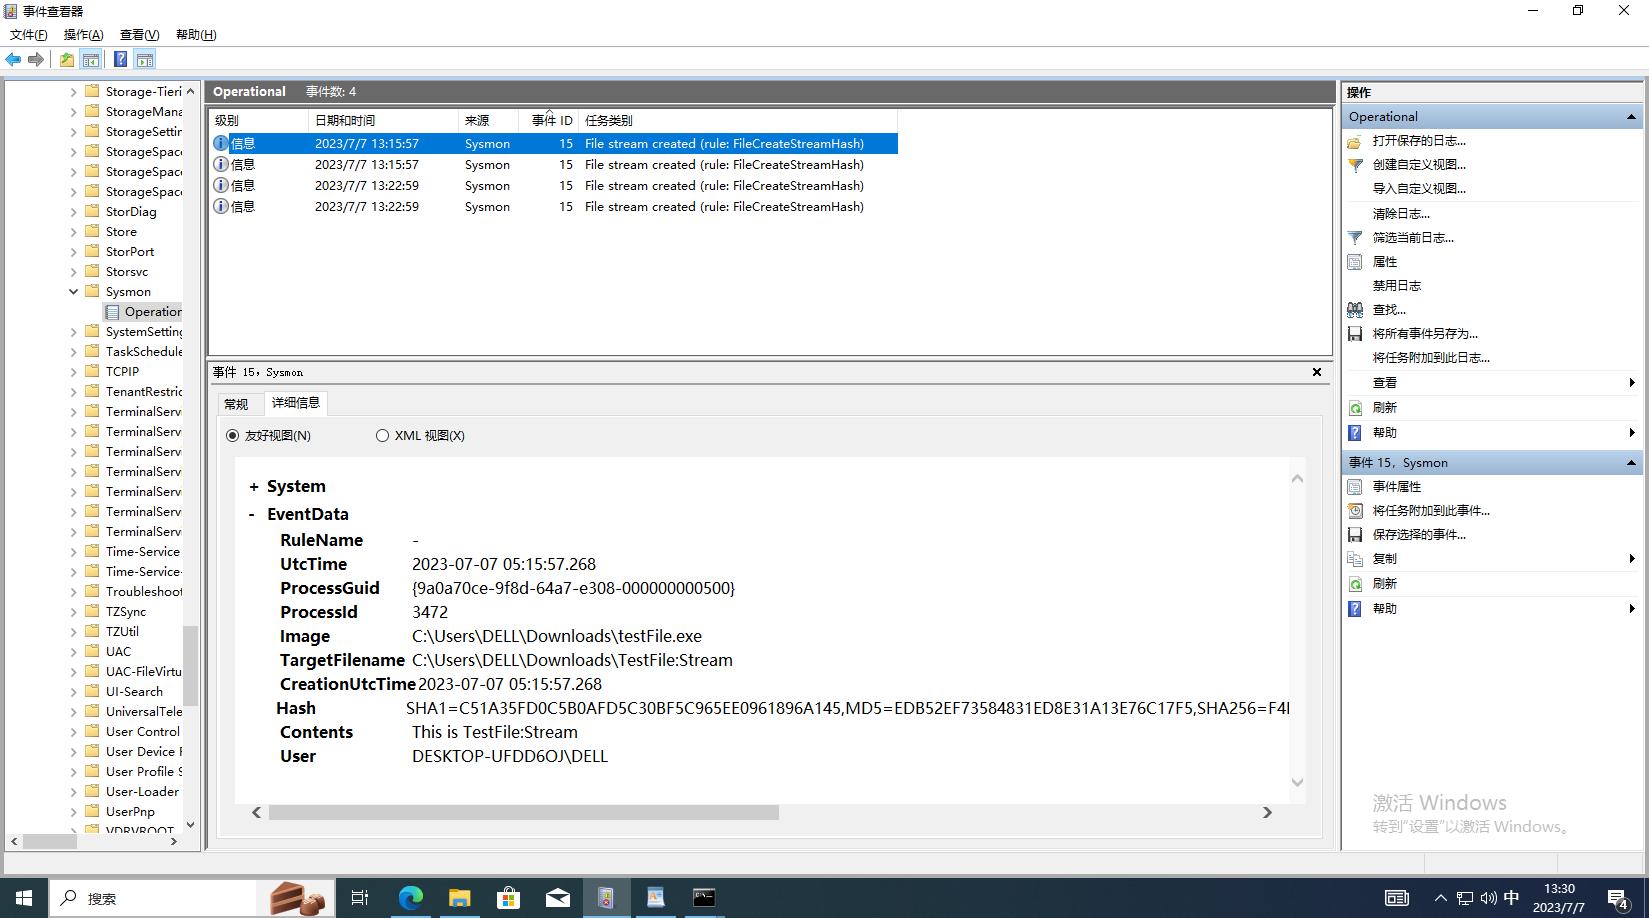 事件查看器
文件(F) 操作(A) 查看(V) 帮助(H)
Storage-Tieri
StorageMana
StorageSettin
StorageSpac
StorageSpac
StorageSpac
StorDiag
Store
StorPort
Storsvc
Sysmon
Operation
SystemSetting
TaskSchedule
TCPIP
TenantRestric
TerminalServ
TerminalServ
TerminalServ
TerminalServ
TerminalServ
TerminalServ
TerminalServ
Time-Service
Time-Service-
Troubleshoot
TZSync
TZUtil
UAC
UAC-FileVirtu
UI-Search
UniversalTele
User Control
User Device F
User Profile S
User-Loader
UserPnp
VDRVROOT
Operational 事件数: 4
级别 日期和时间 来源 事件 ID 任务类别
信息 2023/7/7 13:15:57 Sysmon 15 File stream created (rule: FileCreateStreamHash)
信息 2023/7/7 13:15:57 Sysmon 15 File stream created (rule: FileCreateStreamHash)
信息 2023/7/7 13:22:59 Sysmon 15 File stream created (rule: FileCreateStreamHash)
信息 2023/7/7 13:22:59 Sysmon 15 File stream created (rule: FileCreateStreamHash)
事件 15，Sysmon
常规 详细信息
友好视图(N) XML 视图(X)
+ System
- EventData
RuleName -
UtcTime 2023-07-07 05:15:57.268
ProcessGuid {9a0a70ce-9f8d-64a7-e308-000000000500}
ProcessId 3472
Image C:\Users\DELL\Downloads\testFile.exe
TargetFilename C:\Users\DELL\Downloads\TestFile:Stream
CreationUtcTime 2023-07-07 05:15:57.268
Hash SHA1=C51A35FD0C5B0AFD5C30BF5C965EE0961896A145,MD5=EDB52EF73584831ED8E31A13E76C17F5,SHA256=F4
Contents This is TestFile:Stream
User DESKTOP-UFDD6OJ\DELL
操作
Operational
打开保存的日志...
创建自定义视图...
导入自定义视图...
清除日志...
筛选当前日志...
属性
禁用日志
查找...
将所有事件另存为...
将任务附加到此日志...
查看
刷新
帮助
事件 15，Sysmon
事件属性
将任务附加到此事件...
保存选择的事件...
复制
刷新
帮助
激活 Windows
转到“设置”以激活 Windows。
搜索
中
13:30
2023/7/7
4